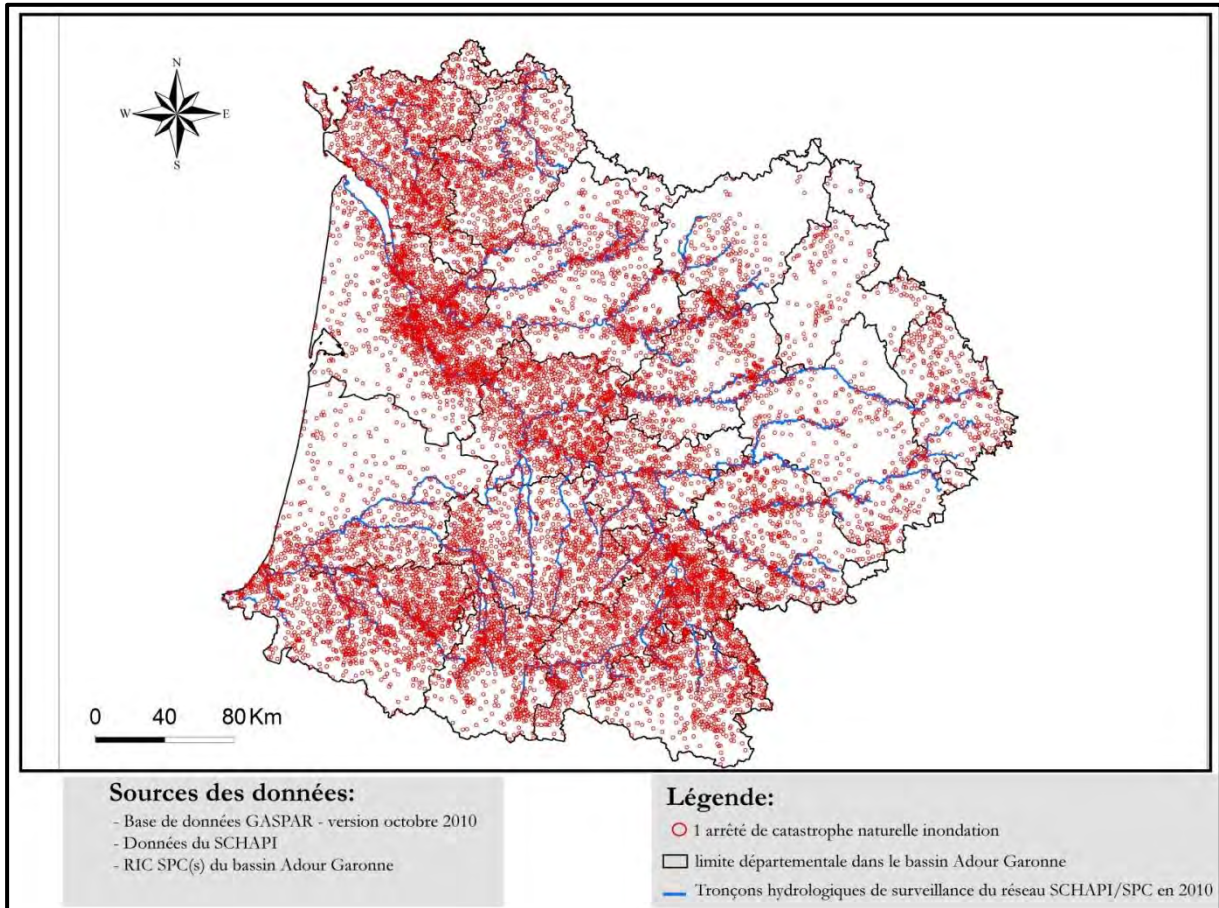 N
W E
S
0 40 80 Km
Sources des données:
- Base de données GASPAR - version octobre 2010
- Données du SCHAPI
- RIC SPC(s) du bassin Adour Garonne
Légende:
1 arrêté de catastrophe naturelle inondation
limite départementale dans le bassin Adour Garonne
Tronçons hydrologiques de surveillance du réseau SCHAPI/SPC en 2010